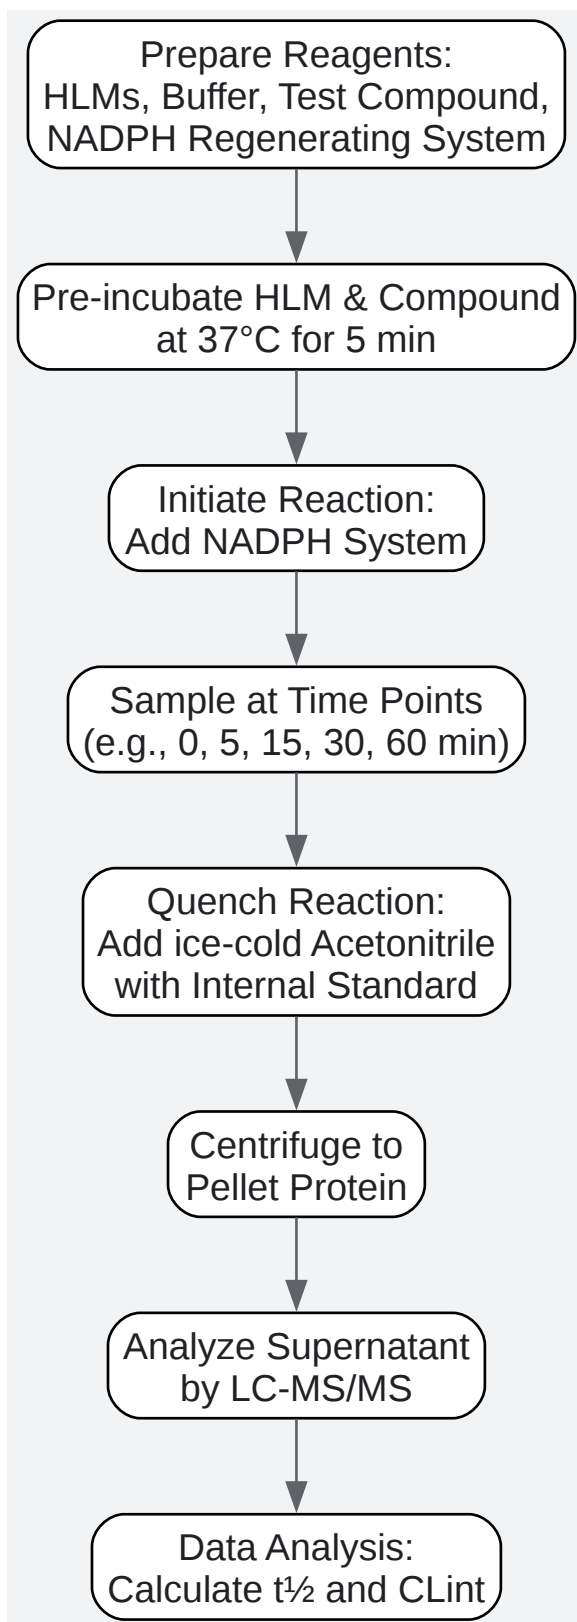 Prepare Reagents:
HLMs, Buffer, Test Compound,
NADPH Regenerating System
Pre-incubate HLM & Compound
at 37°C for 5 min
Initiate Reaction:
Add NADPH System
Sample at Time Points
(e.g., 0, 5, 15, 30, 60 min)
Quench Reaction:
Add ice-cold Acetonitrile
with Internal Standard
Centrifuge to
Pellet Protein
Analyze Supernatant
by LC-MS/MS
Data Analysis:
Calculate t½ and CLint